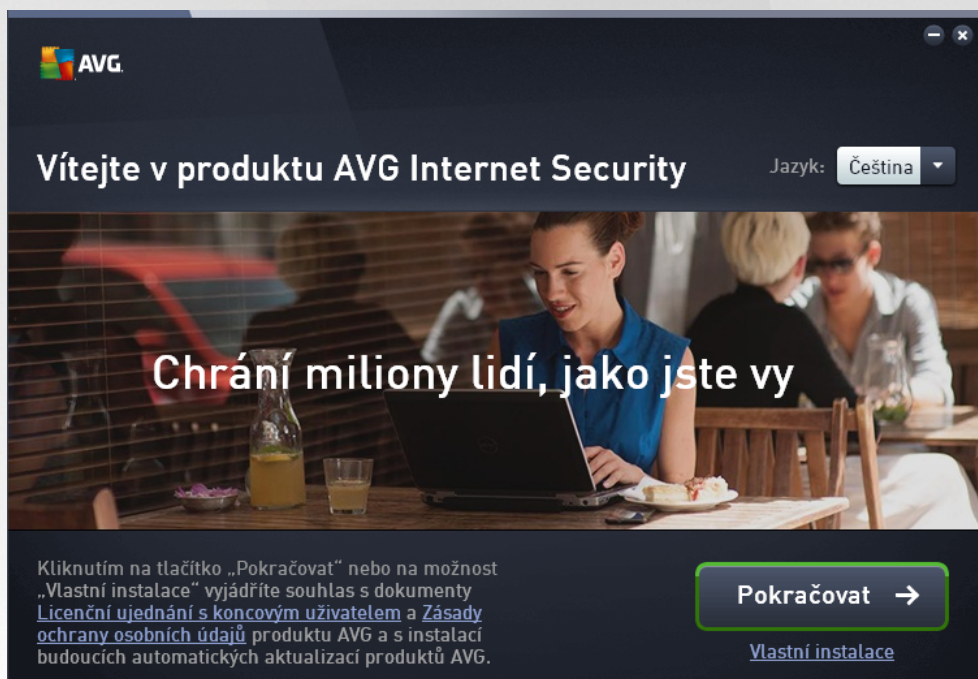 AVG
Vítejte v produktu AVG Internet Security
Jazyk: Čeština
Chrání miliony lidí, jako jste vy
Kliknutím na tlačítko „Pokračovat“ nebo na možnost
„Vlastní instalace“ vyjádříte souhlas s dokumenty
Licenční ujednání s koncovým uživatelem a Zásady
ochrany osobních údajů produktu AVG a s instalací
budoucích automatických aktualizací produktů AVG.
Pokračovat →
Vlastní instalace